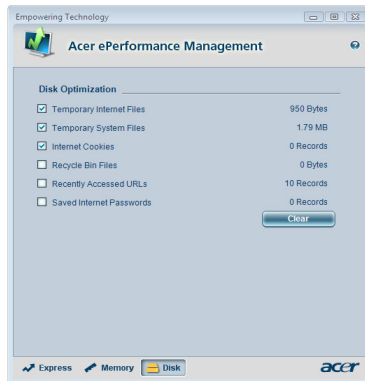 Empowering Technology
Acer ePerformance Management
Disk Optimization
Temporary Internet Files 950 Bytes
Temporary System Files 1.79 MB
Internet Cookies 0 Records
Recycle Bin Files 0 Bytes
Recently Accessed URLs 10 Records
Saved Internet Passwords 0 Records
Clear
Express Memory Disk acer